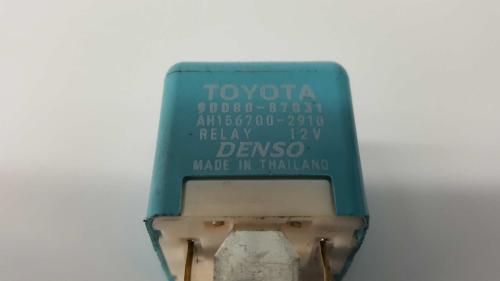 TOYOTA
90080-87031
AH156700-2910
RELAY 12V
DENSO
MADE IN THAILAND